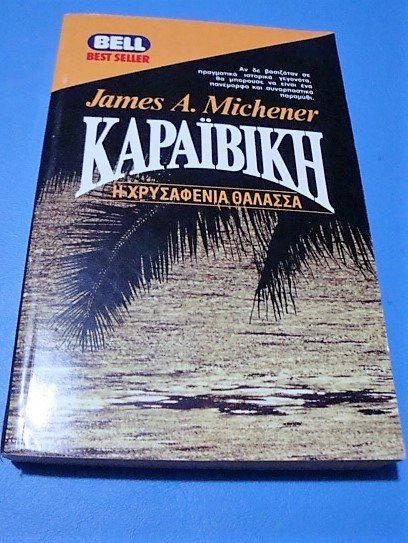 BELL
BEST SELLER
Αν δε βασιζόταν σε
πραγματικά ιστορικά γεγονότα,
θα μπορούσε να είναι ένα
πανέμορφο και συναρπαστικό
παραμύθι.
James A. Michener
ΚΑΡΑΪΒΙΚΗ
Η ΧΡΥΣΑΦΕΝΙΑ ΘΑΛΑΣΣΑ